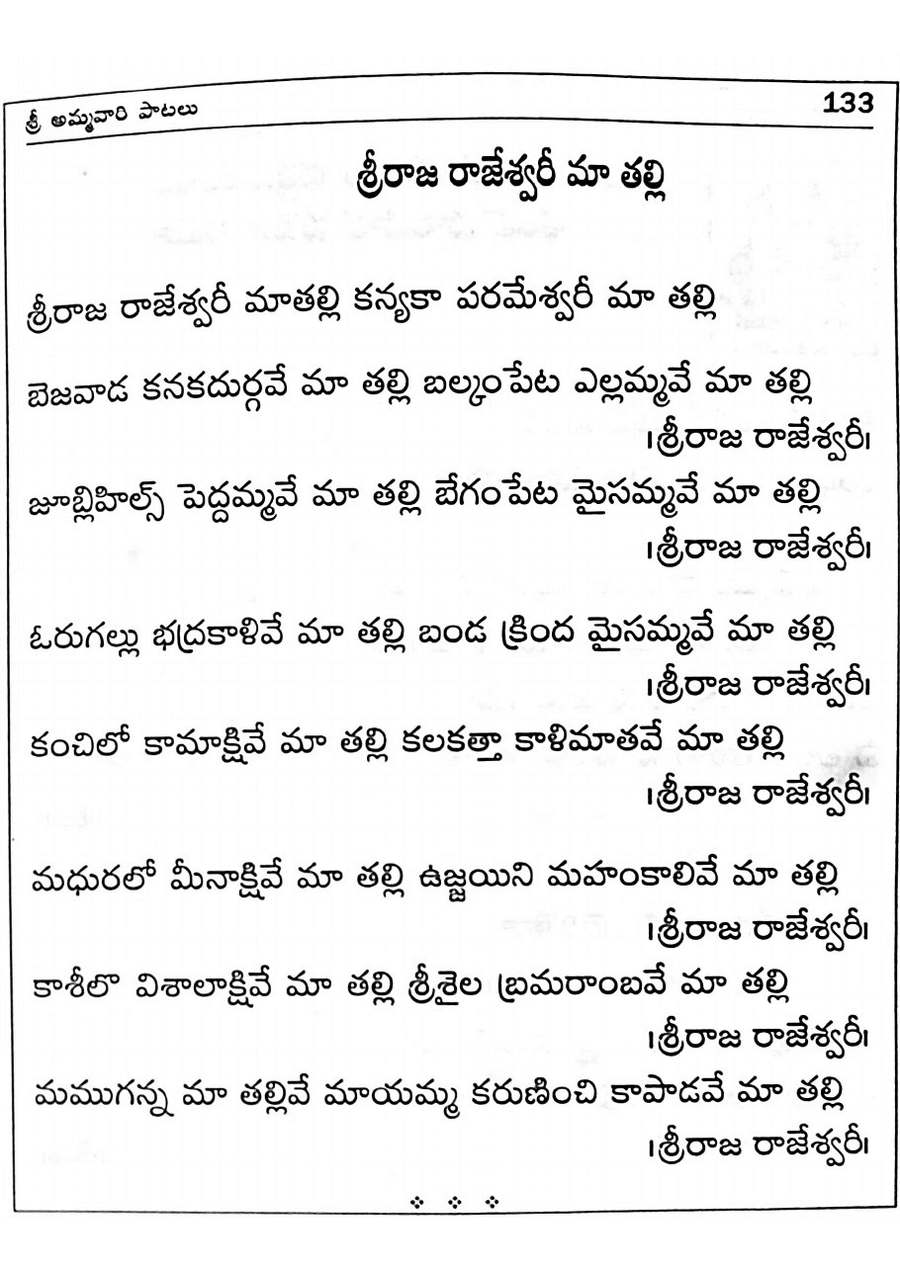 శ్రీ అమ్మవారి పాటలు
133
శ్రీరాజ రాజేశ్వరీ మా తల్లి
శ్రీరాజ రాజేశ్వరీ మాతల్లి కన్యకా పరమేశ్వరీ మా తల్లి
బెజవాడ కనకదుర్గవే మా తల్లి బల్కంపేట ఎల్లమ్మవే మా తల్లి
।శ్రీరాజ రాజేశ్వరీ।
జూబ్లిహిల్స్ పెద్దమ్మవే మా తల్లి బేగంపేట మైసమ్మవే మా తల్లి
।శ్రీరాజ రాజేశ్వరీ।
ఓరుగల్లు భద్రకాళివే మా తల్లి బండ క్రింద మైసమ్మవే మా తల్లి
।శ్రీరాజ రాజేశ్వరీ।
కంచిలో కామాక్షివే మా తల్లి కలకత్తా కాళిమాతవే మా తల్లి
।శ్రీరాజ రాజేశ్వరీ।
మధురలో మీనాక్షివే మా తల్లి ఉజ్జయిని మహంకాలివే మా తల్లి
।శ్రీరాజ రాజేశ్వరీ।
కాశీలొ విశాలాక్షివే మా తల్లి శ్రీశైల బ్రమరాంబవే మా తల్లి
।శ్రీరాజ రాజేశ్వరీ।
మముగన్న మా తల్లివే మాయమ్మ కరుణించి కాపాడవే మా తల్లి
।శ్రీరాజ రాజేశ్వరీ।